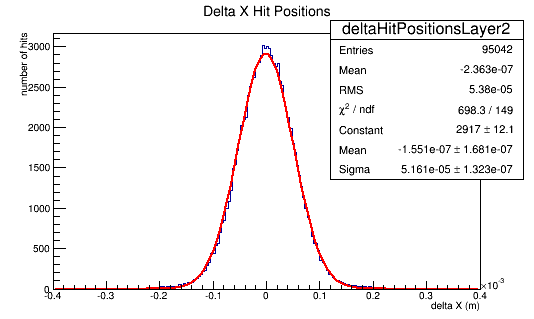 Delta X Hit Positions
deltaHitPositionsLayer2
Entries 95042
Mean -2.363e-07
RMS 5.38e-05
χ² / ndf 698.3 / 149
Constant 2917 ± 12.1
Mean -1.551e-07 ± 1.681e-07
Sigma 5.161e-05 ± 1.323e-07
number of hits
3000
2500
2000
1500
1000
500
0
-0.4 -0.3 -0.2 -0.1 0 0.1 0.2 0.3 0.4
×10⁻³
delta X (m)